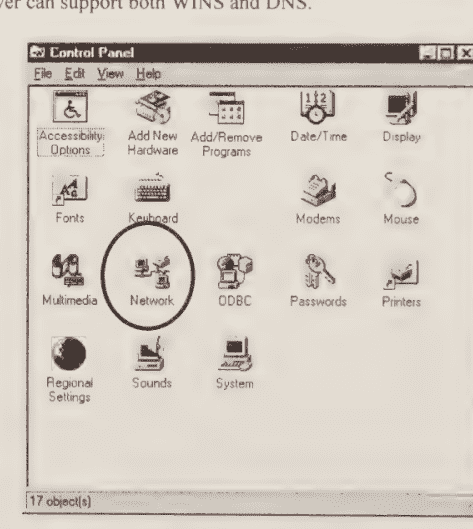 ver can support both WINS and DNS.
Control Panel
File Edit View Help
Accessibility Options
Add New Hardware
Add/Remove Programs
Date/Time
Display
Fonts
Keyboard
Modems
Mouse
Multimedia
Network
ODBC
Passwords
Printers
Regional Settings
Sounds
System
17 object(s)